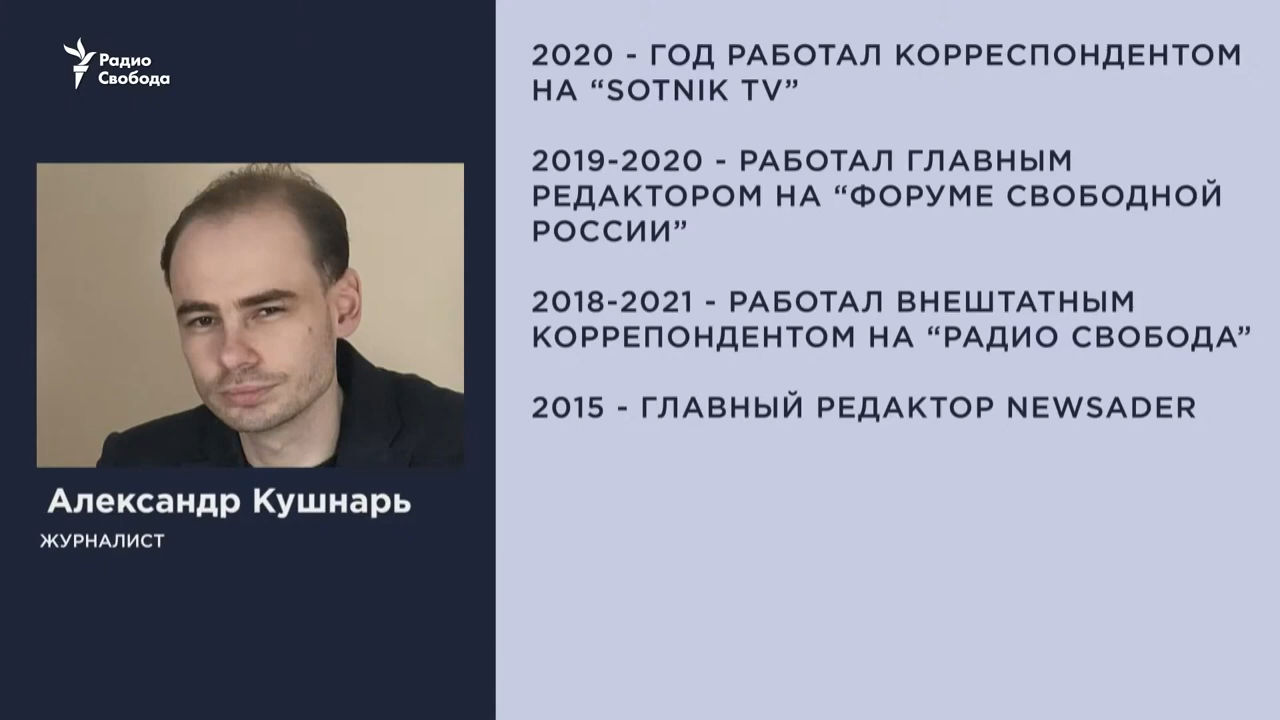 Радио
Свобода
2020 - ГОД РАБОТАЛ КОРРЕСПОНДЕНТОМ
НА “SOTNIK TV”
2019-2020 - РАБОТАЛ ГЛАВНЫМ
РЕДАКТОРОМ НА “ФОРУМЕ СВОБОДНОЙ
РОССИИ”
2018-2021 - РАБОТАЛ ВНЕШТАТНЫМ
КОРРЕПОНДЕНТОМ НА “РАДИО СВОБОДА”
2015 - ГЛАВНЫЙ РЕДАКТОР NEWSADER
Александр Кушнарь
ЖУРНАЛИСТ